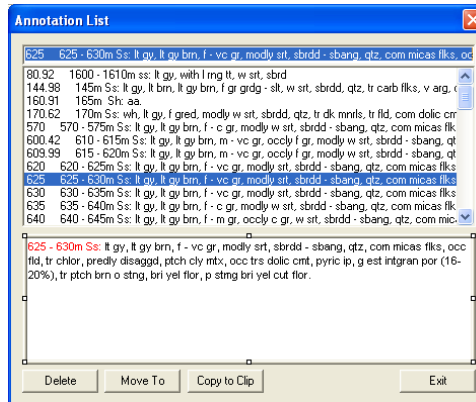 Annotation List
625 625 - 630m Ss: lt gy, lt gy brn, f - vc gr, modly srt, sbrdd - sbang, qtz, com micas flks, oc
80.92 1600 - 1610m ss: lt gy, with l rng tt, w srt, sbrd
144.98 145m Ss: lt gy, lt brn, lt gy brn, f gr grdg - slt, w srt, sbrdd, qtz, tr carb flks, v arg, c
160.91 165m Sh: aa.
170.62 170m Ss: wh, lt gy, f gred, modly w srt, sbrdd, qtz, tr dk mnrls, tr fld, com dolic cm
570 570 - 575m Ss: lt gy, lt gy brn, f - c gr, modly srt, sbrdd - sbang, qtz, com micas flk
600.42 610 - 615m Ss: lt gy, lt gy brn, m - vc gr, occly f gr, modly w srt, sbrdd - sbang, qt
609.99 615 - 620m Ss: lt gy, lt gy brn, m - vc gr, occly f gr, modly w srt, sbrdd - sbang, qt
620 620 - 625m Ss: lt gy, lt gy brn, f - vc gr, modly srt, sbrdd - sbang, qtz, com micas flks
625 625 - 630m Ss: lt gy, lt gy brn, f - vc gr, modly srt, sbrdd - sbang, qtz, com micas flks
630 630 - 635m Ss: lt gy, lt gy brn, f - vc gr, modly srt, sbrdd - sbang, qtz, com micas flks
635 635 - 640m Ss: lt gy, lt gy brn, f - c gr, modly srt, sbrdd - sbang, qtz, com micas flks
640 640 - 645m Ss: lt gy, lt gy brn, f - m gr, occly c gr, w srt, sbrdd - sbang, qtz, com mic
625 - 630m Ss: lt gy, lt gy brn, f - vc gr, modly srt, sbrdd - sbang, qtz, com micas flks, occ
fld, tr chlor, predly disaggd, ptch cly mtx, occ trs dolic cmt, pyric ip, g est intgran por (16-
20%), tr ptch brn o stng, bri yel flor, p stmg bri yel cut flor.
Delete Move To Copy to Clip Exit